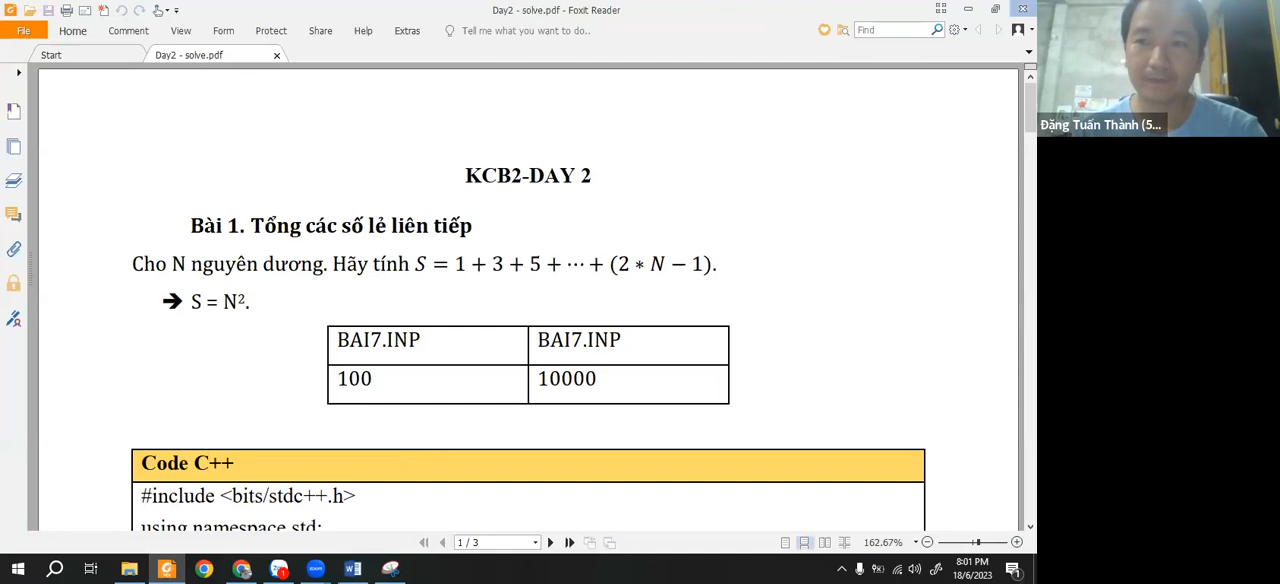 Day2 - solve.pdf - Foxit Reader
File Home Comment View Form Protect Share Help Extras Tell me what you want to do.. Find
Start Day2 - solve.pdf
Đặng Tuấn Thành (5...
KCB2-DAY 2
Bài 1. Tổng các số lẻ liên tiếp
Cho N nguyên dương. Hãy tính S = 1 + 3 + 5 + ⋯ + (2 ∗ N − 1).
➔ S = N².
BAI7.INP BAI7.INP
100 10000
Code C++
#include <bits/stdc++.h>
using namespace std;
1 / 3 162.67%
8:01 PM
18/6/2023